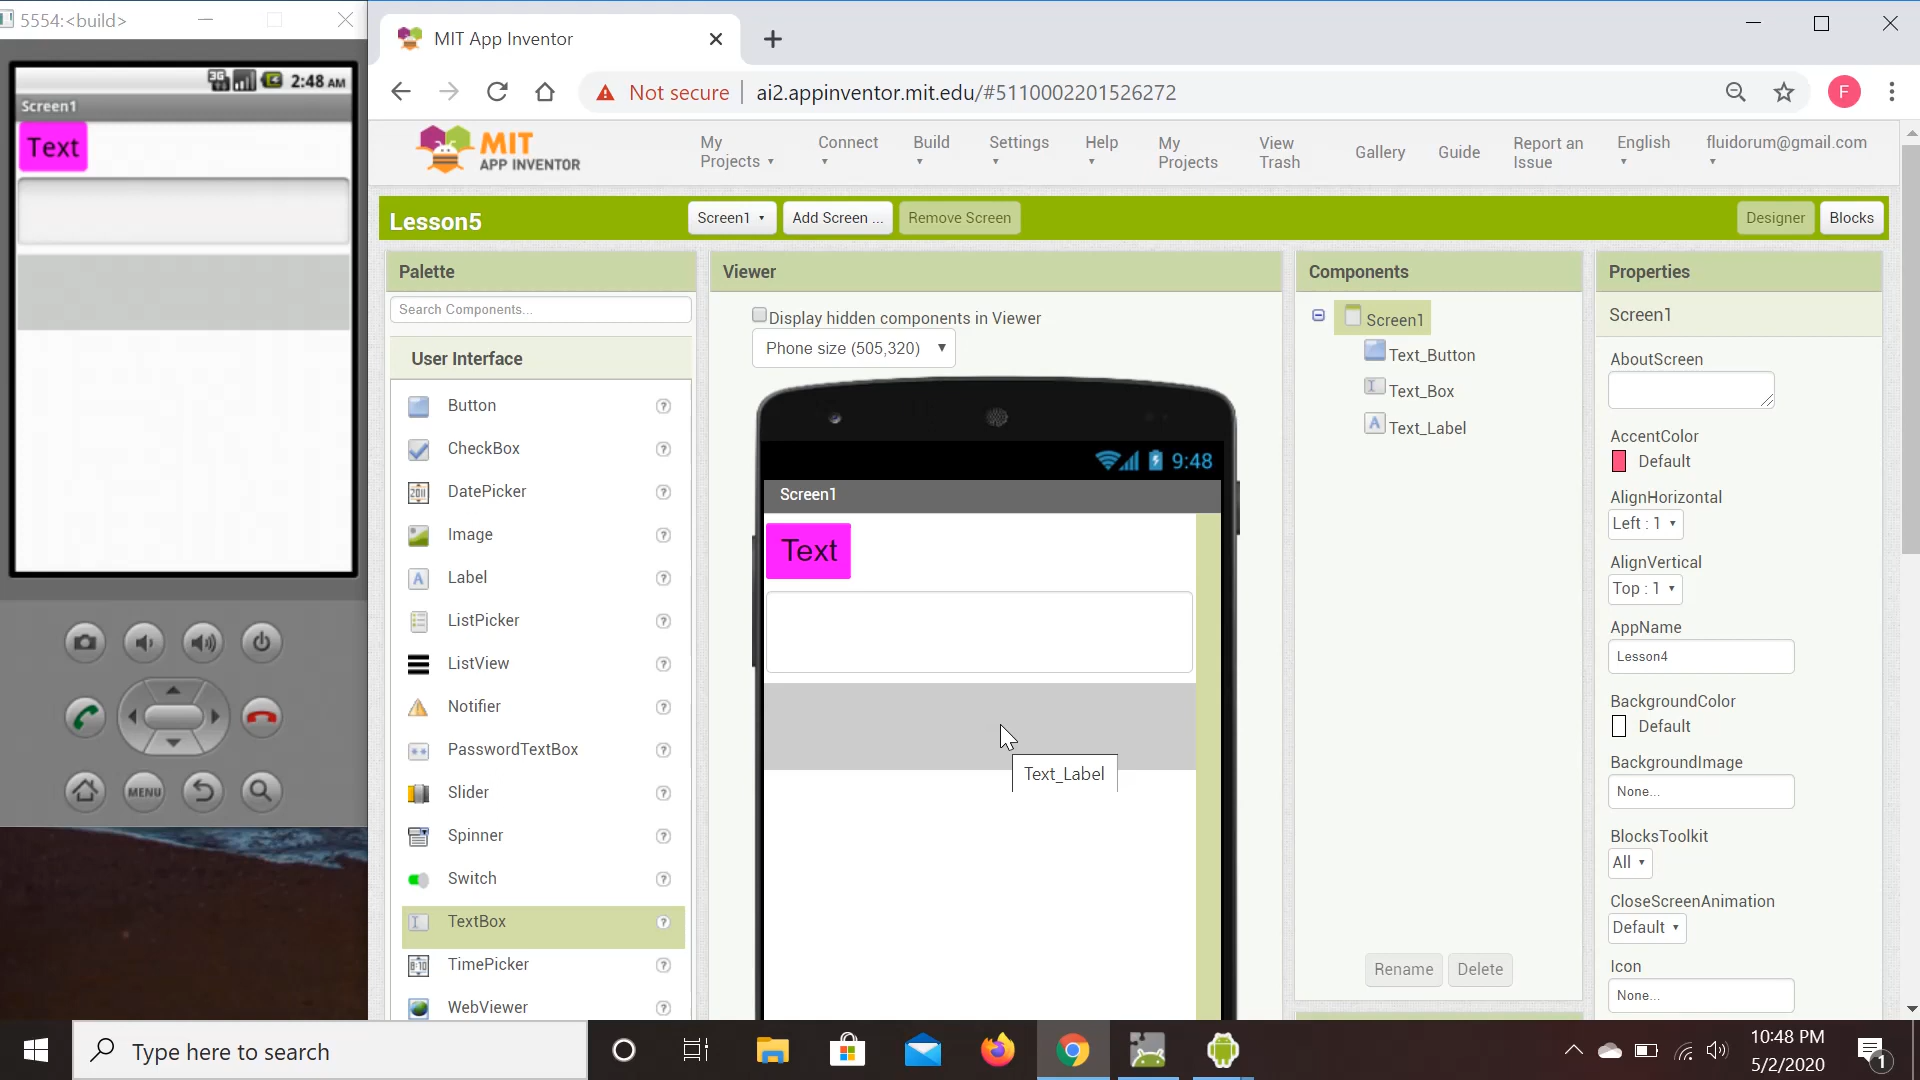 5554:<build>
3G 2:48 AM
Screen1
Text
MENU
MIT App Inventor
Not secure
ai2.appinventor.mit.edu/#5110002201526272
F
MIT
APP INVENTOR
My
Projects
Connect
Build
Settings
Help
My
Projects
View
Trash
Gallery
Guide
Report an
Issue
English
fluidorum@gmail.com
Lesson5
Screen1
Add Screen ...
Remove Screen
Designer
Blocks
Palette
Search Components...
User Interface
Button
CheckBox
DatePicker
Image
Label
ListPicker
ListView
Notifier
PasswordTextBox
Slider
Spinner
Switch
TextBox
TimePicker
WebViewer
Viewer
Display hidden components in Viewer
Phone size (505,320)
9:48
Screen1
Text
Text_Label
Components
Screen1
Text_Button
Text_Box
Text_Label
Rename
Delete
Properties
Screen1
AboutScreen
AccentColor
Default
AlignHorizontal
Left : 1
AlignVertical
Top : 1
AppName
Lesson4
BackgroundColor
Default
BackgroundImage
None...
BlocksToolkit
All
CloseScreenAnimation
Default
Icon
None...
Type here to search
10:48 PM
5/2/2020
1